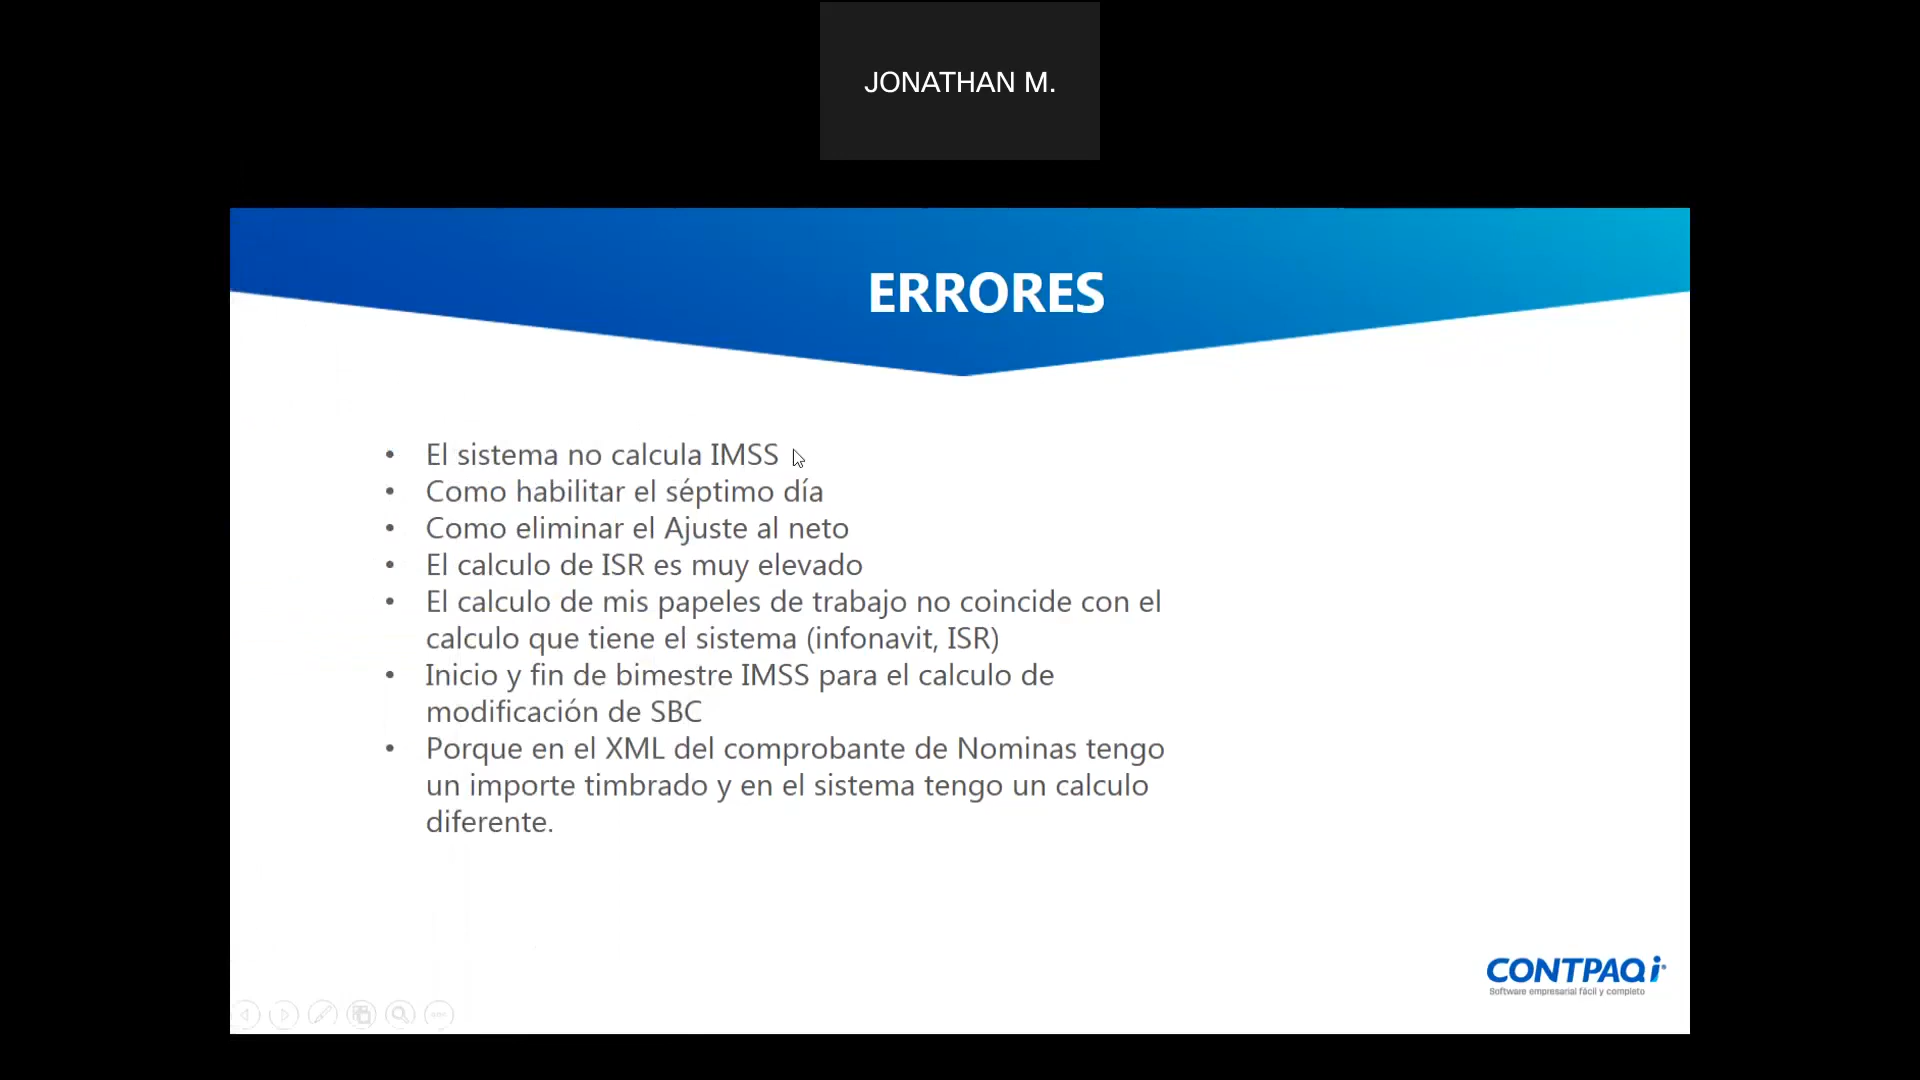 JONATHAN M.
ERRORES
• El sistema no calcula IMSS
• Como habilitar el séptimo día
• Como eliminar el Ajuste al neto
• El calculo de ISR es muy elevado
• El calculo de mis papeles de trabajo no coincide con el
calculo que tiene el sistema (infonavit, ISR)
• Inicio y fin de bimestre IMSS para el calculo de
modificación de SBC
• Porque en el XML del comprobante de Nominas tengo
un importe timbrado y en el sistema tengo un calculo
diferente.
CONTPAQi
Software empresarial fácil y completo